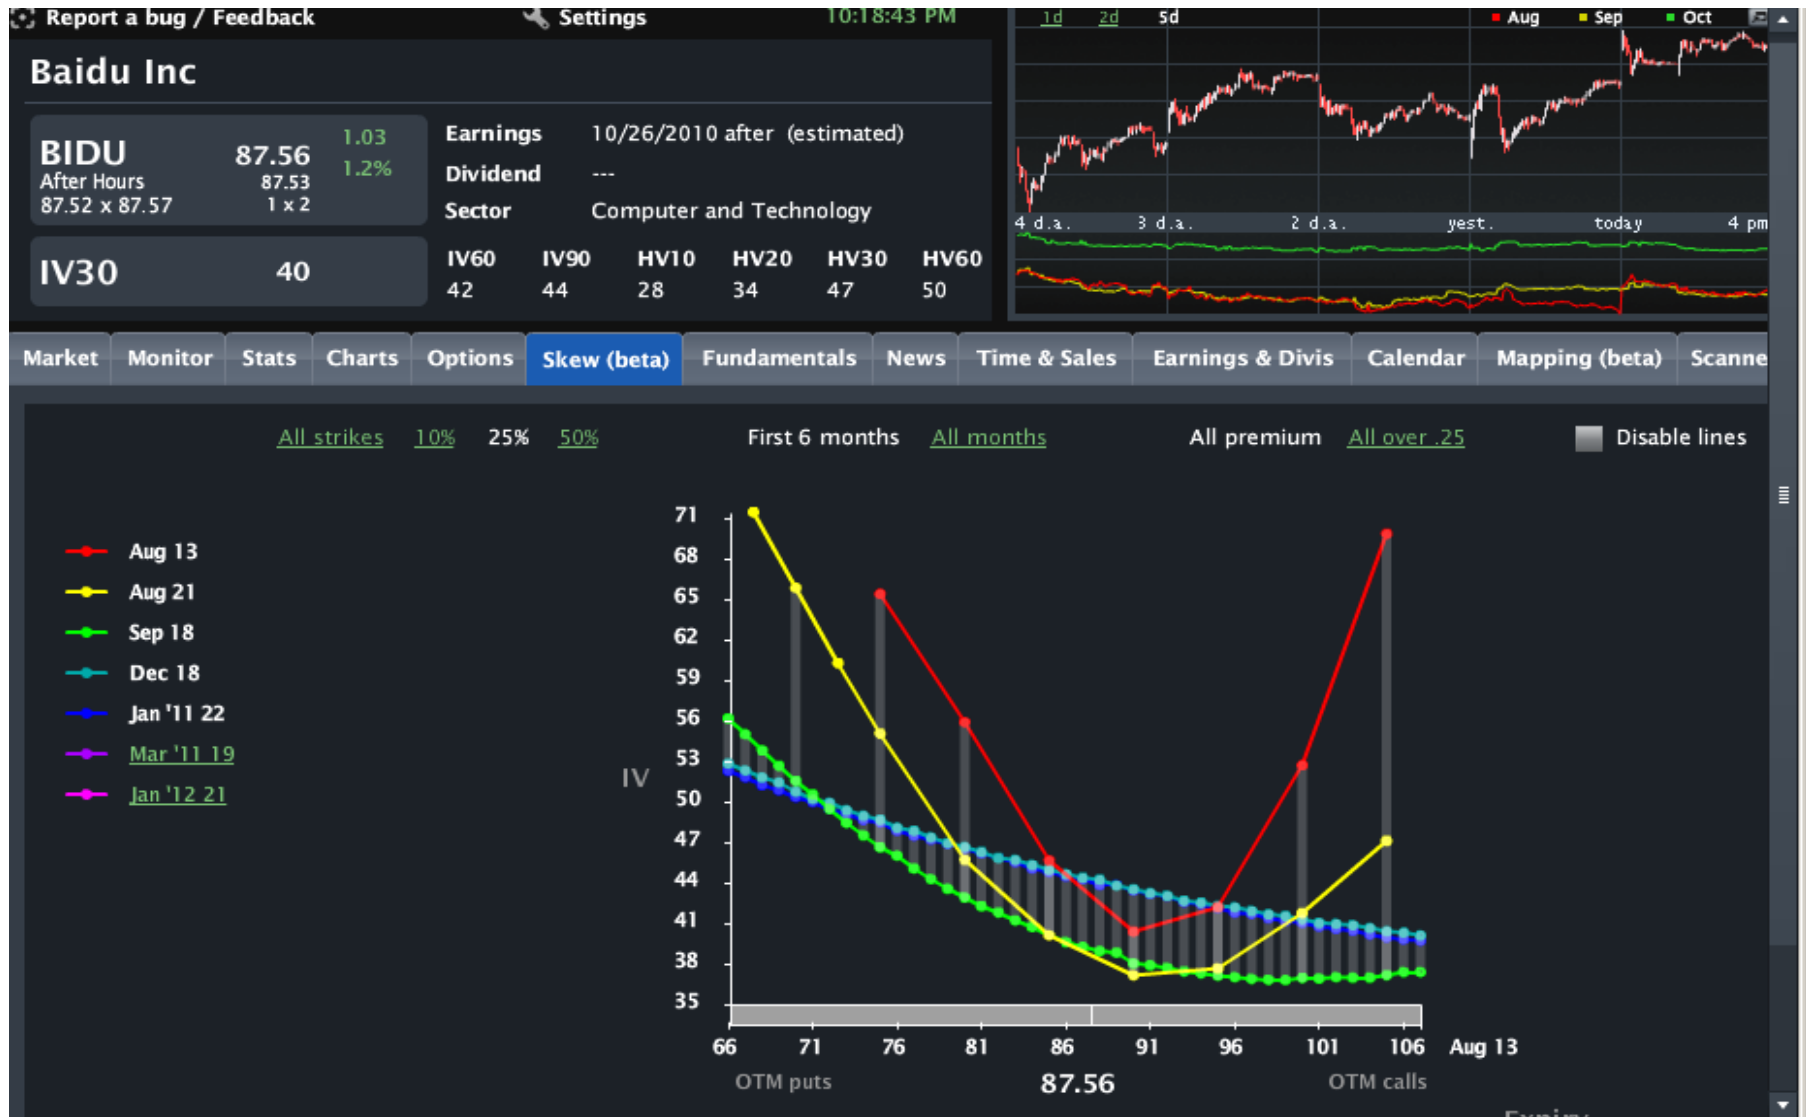 Report a bug / Feedback Settings 10:18:43 PM
1d 2d 5d Aug Sep Oct
Baidu Inc
BIDU 87.56 1.03
1.2%
After Hours 87.53
87.52 x 87.57 1 x 2
Earnings 10/26/2010 after (estimated)
Dividend ---
Sector Computer and Technology
IV30 40
IV60 IV90 HV10 HV20 HV30 HV60
42 44 28 34 47 50
4 d.a. 3 d.a. 2 d.a. yest. today 4 pm
Market Monitor Stats Charts Options Skew (beta) Fundamentals News Time & Sales Earnings & Divis Calendar Mapping (beta) Scanne
All strikes 10% 25% 50% First 6 months All months All premium All over .25 Disable lines
Aug 13
Aug 21
Sep 18
Dec 18
Jan '11 22
Mar '11 19
Jan '12 21
IV
71
68
65
62
59
56
53
50
47
44
41
38
35
66 71 76 81 86 91 96 101 106 Aug 13
OTM puts 87.56 OTM calls